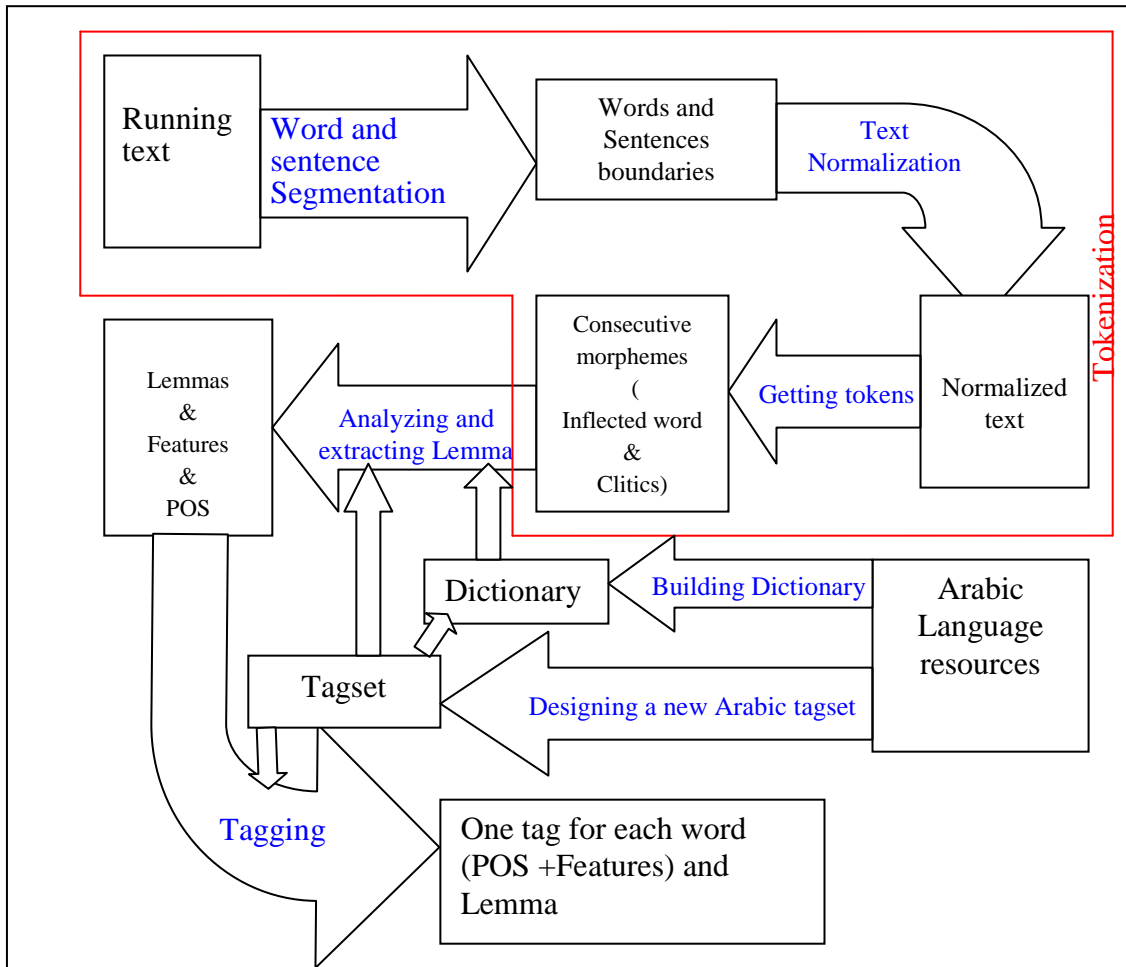 Running
text
Word and
sentence
Segmentation
Words and
Sentences
boundaries
Text
Normalization
Tokenization
Normalized
text
Getting tokens
Consecutive
morphemes
(
Inflected word
&
Clitics)
Analyzing and
extracting Lemma
Lemmas
&
Features
&
POS
Dictionary
Building Dictionary
Arabic
Language
resources
Tagset
Designing a new Arabic tagset
Tagging
One tag for each word
(POS +Features) and
Lemma